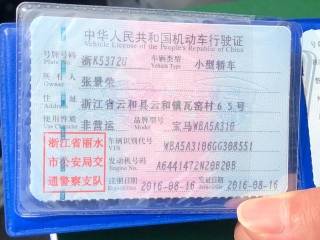 中华人民共和国机动车行驶证
Vehicle License of the People's Republic of China
号牌号码 浙K5372U 车辆类型 小型轿车
Plate No. Vehicle Type
所有人 张景荣
Owner
住址 浙江省云和县云和镇瓦窑村65号
Address
使用性质 非营运 品牌型号 宝马WBA5A310
Use Character Model
浙江省丽水市公安局交通警察支队
车辆识别代号 WBA5A3106GG308551
VIN
发动机号码 A6441472N20B20B
Engine No.
注册日期 2016-08-16 发证日期 2016-08-16
Register Date Issue Date